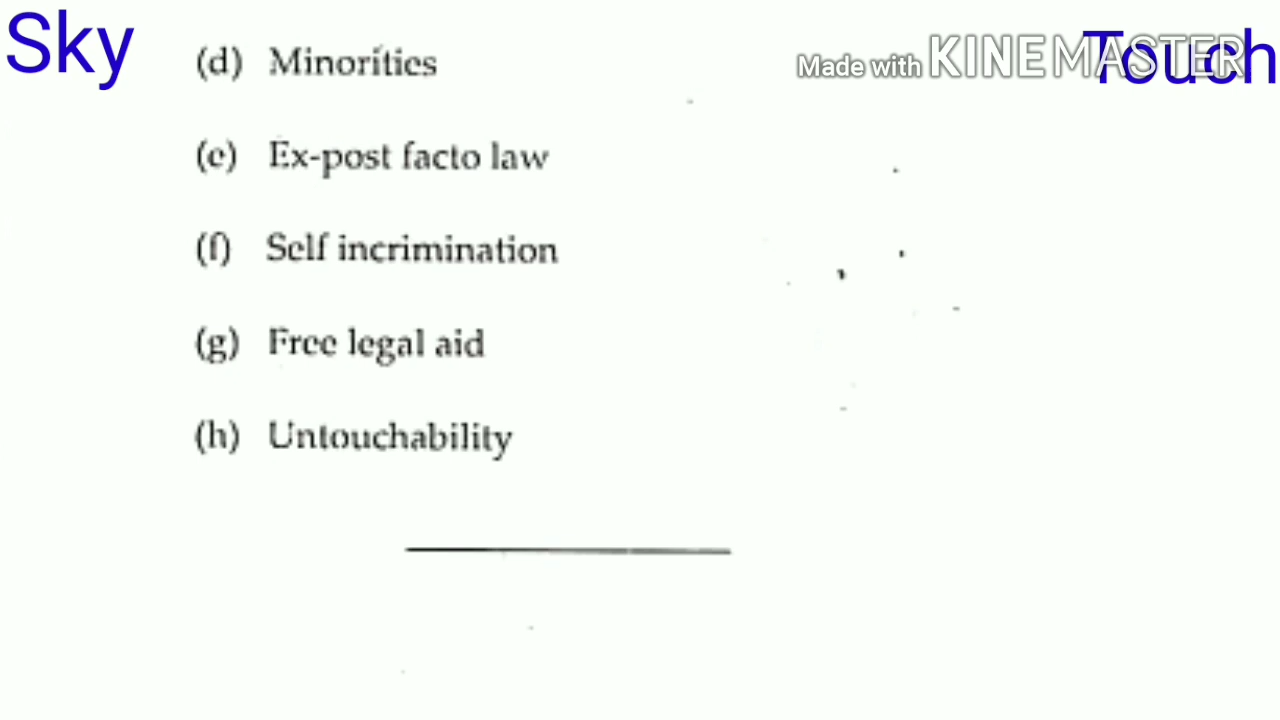 Sky
Made with KINEMASTER
Touch
(d) Minorities
(e) Ex-post facto law
(f) Self incrimination
(g) Free legal aid
(h) Untouchability